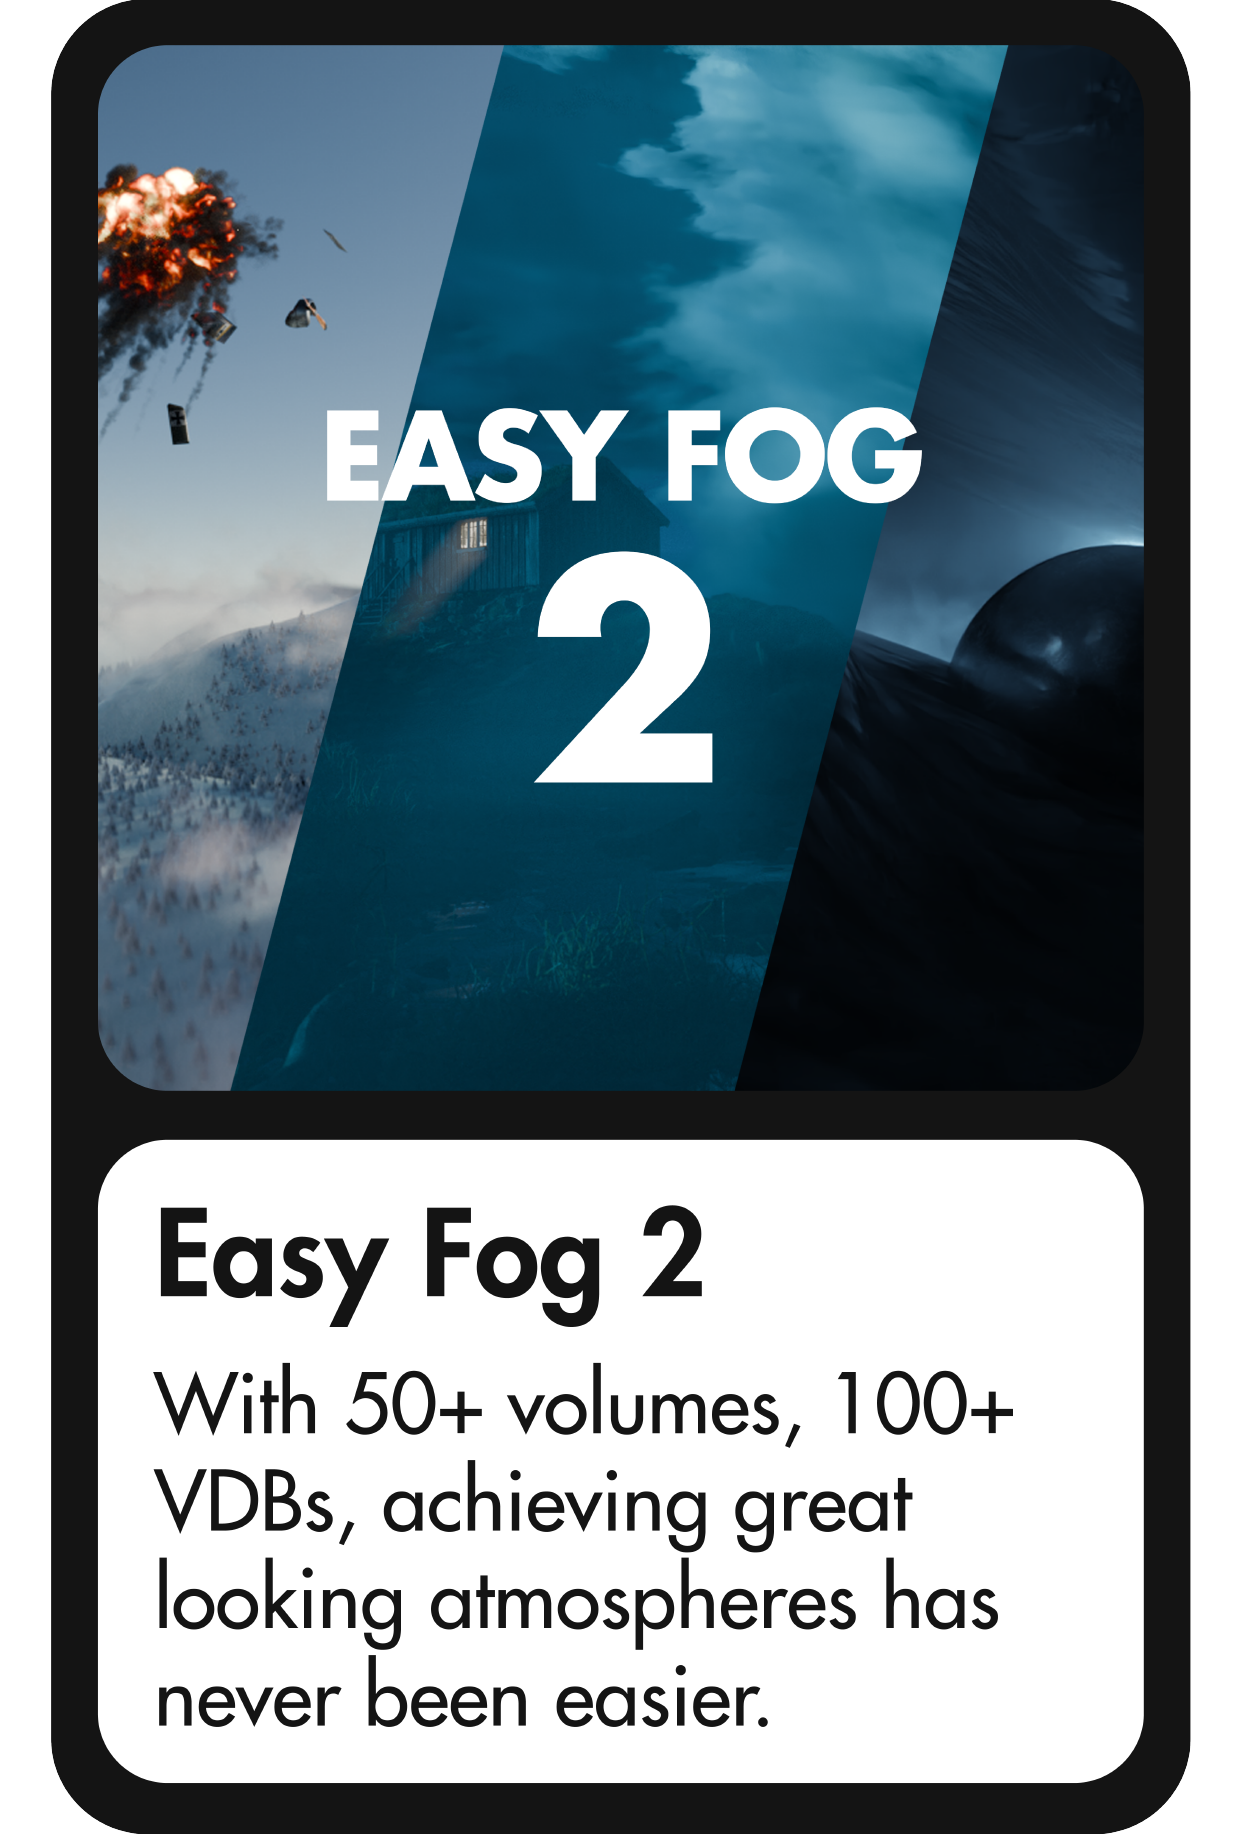 EASY FOG
2
Easy Fog 2
With 50+ volumes, 100+
VDBs, achieving great
looking atmospheres has
never been easier.